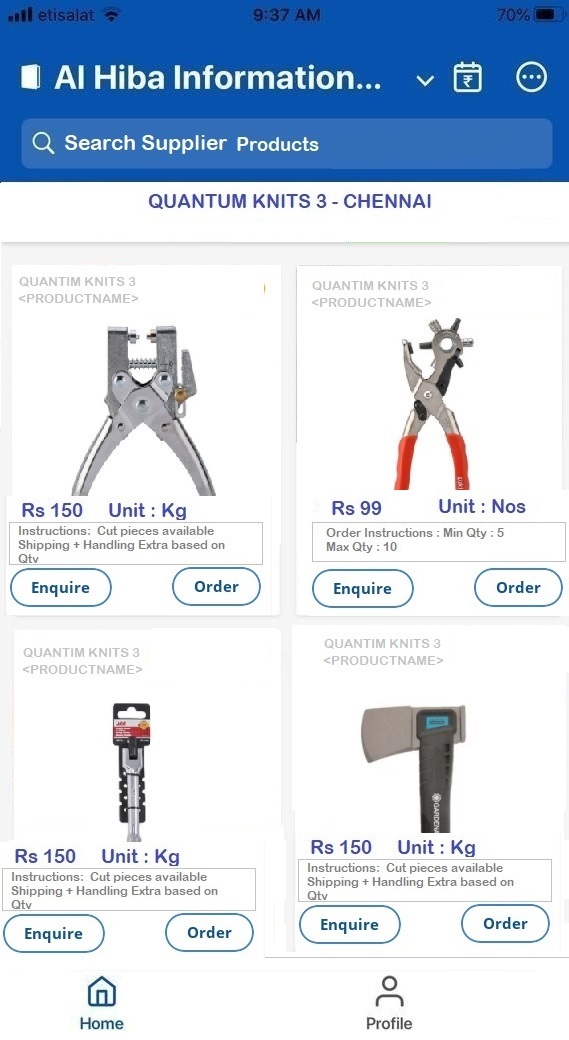 etisalat 9:37 AM 70%
Al Hiba Information...
₹
Search Supplier Products
QUANTUM KNITS 3 - CHENNAI
QUANTIM KNITS 3
<PRODUCTNAME>
Rs 150 Unit : Kg
Instructions: Cut pieces available
Shipping + Handling Extra based on
Qty
Enquire Order
QUANTIM KNITS 3
<PRODUCTNAME>
Rs 99 Unit : Nos
Order Instructions : Min Qty : 5
Max Qty : 10
Enquire Order
QUANTIM KNITS 3
<PRODUCTNAME>
ACE
Rs 150 Unit : Kg
Instructions: Cut pieces available
Shipping + Handling Extra based on
Qty
Enquire Order
QUANTIM KNITS 3
<PRODUCTNAME>
GARDENA
Rs 150 Unit : Kg
Instructions: Cut pieces available
Shipping + Handling Extra based on
Qty
Enquire Order
Home Profile